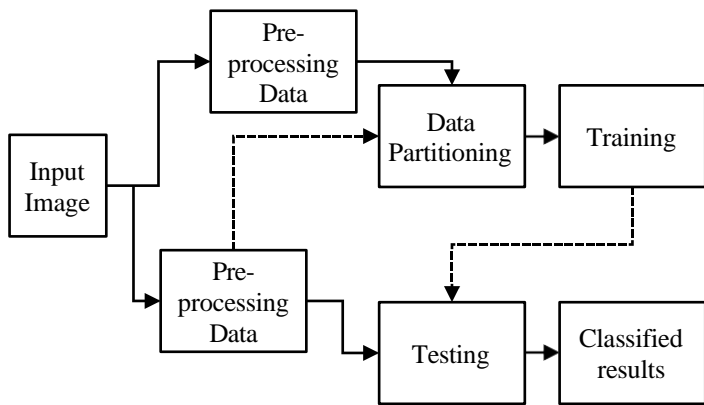 Pre-
processing
Data
Data
Partitioning
Training
Input
Image
Pre-
processing
Data
Testing
Classified
results